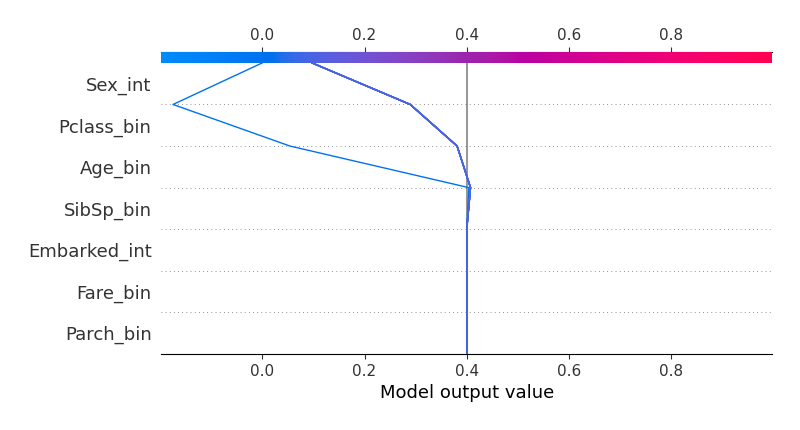 0.0 0.2 0.4 0.6 0.8
Sex_int
Pclass_bin
Age_bin
SibSp_bin
Embarked_int
Fare_bin
Parch_bin
0.0 0.2 0.4 0.6 0.8
Model output value